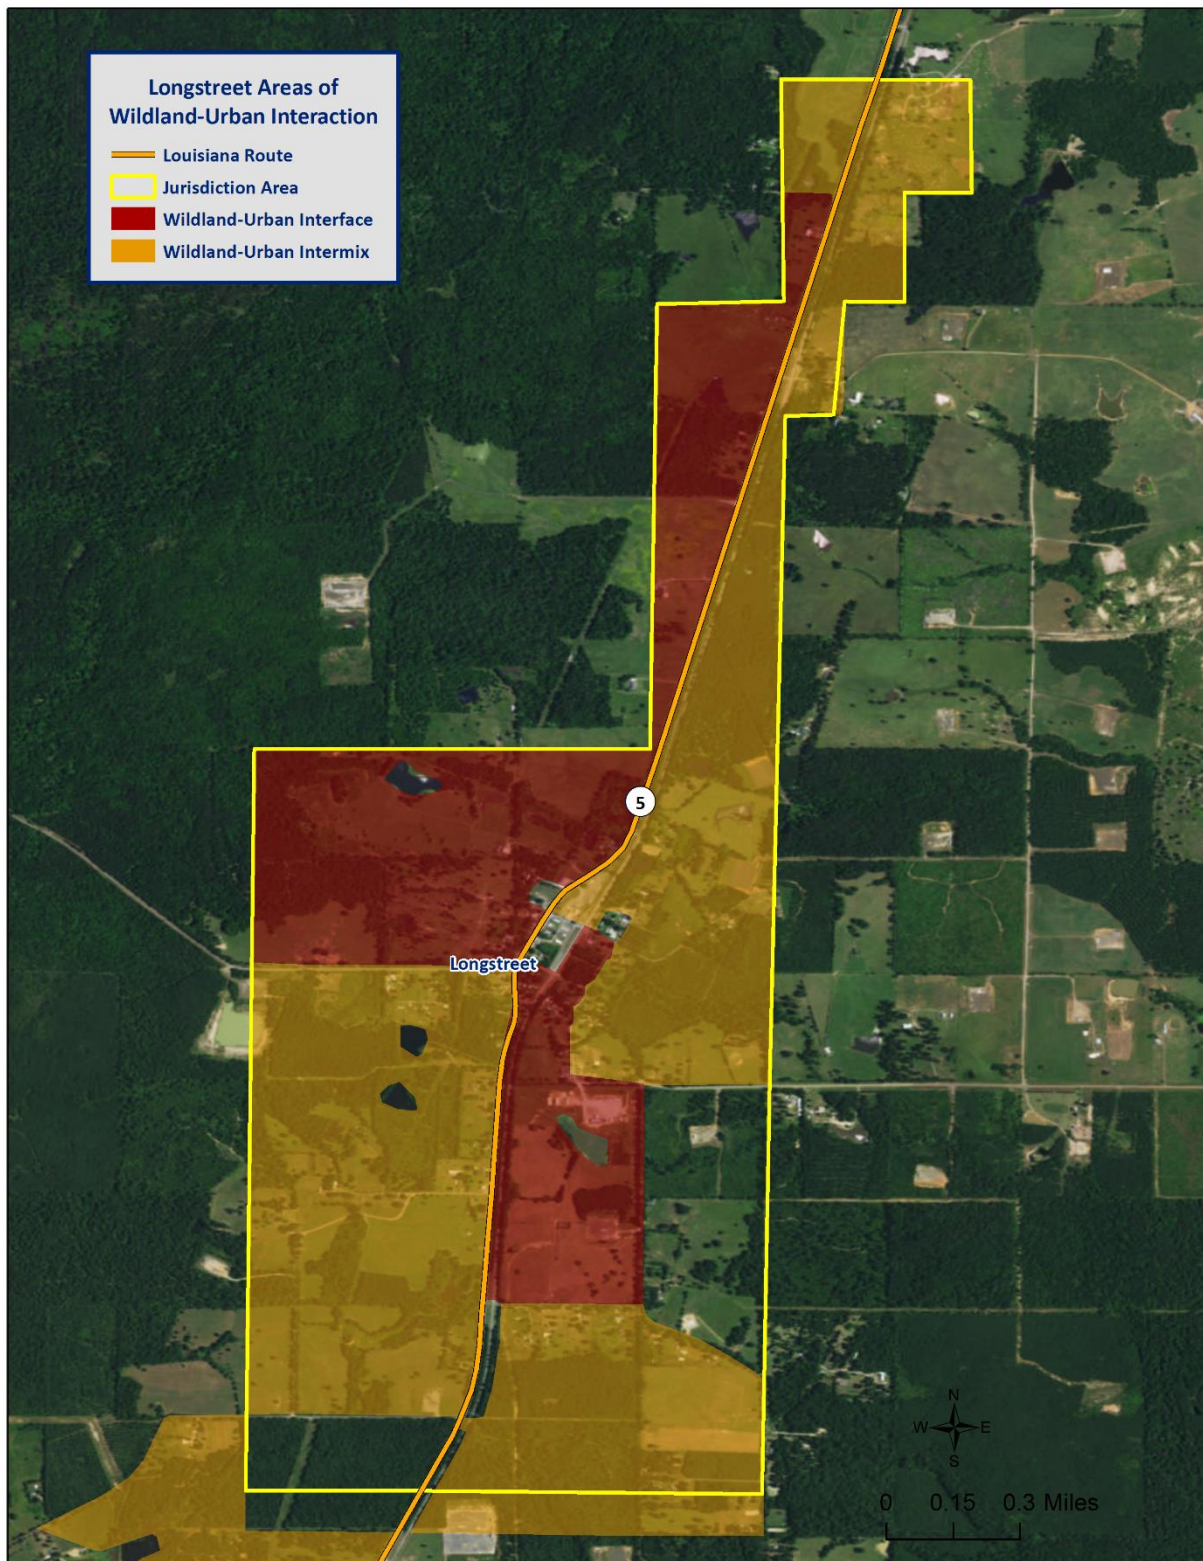 Longstreet Areas of
Wildland-Urban Interaction
Louisiana Route
Jurisdiction Area
Wildland-Urban Interface
Wildland-Urban Intermix
5
Longstreet
N
W E
S
0 0.15 0.3 Miles